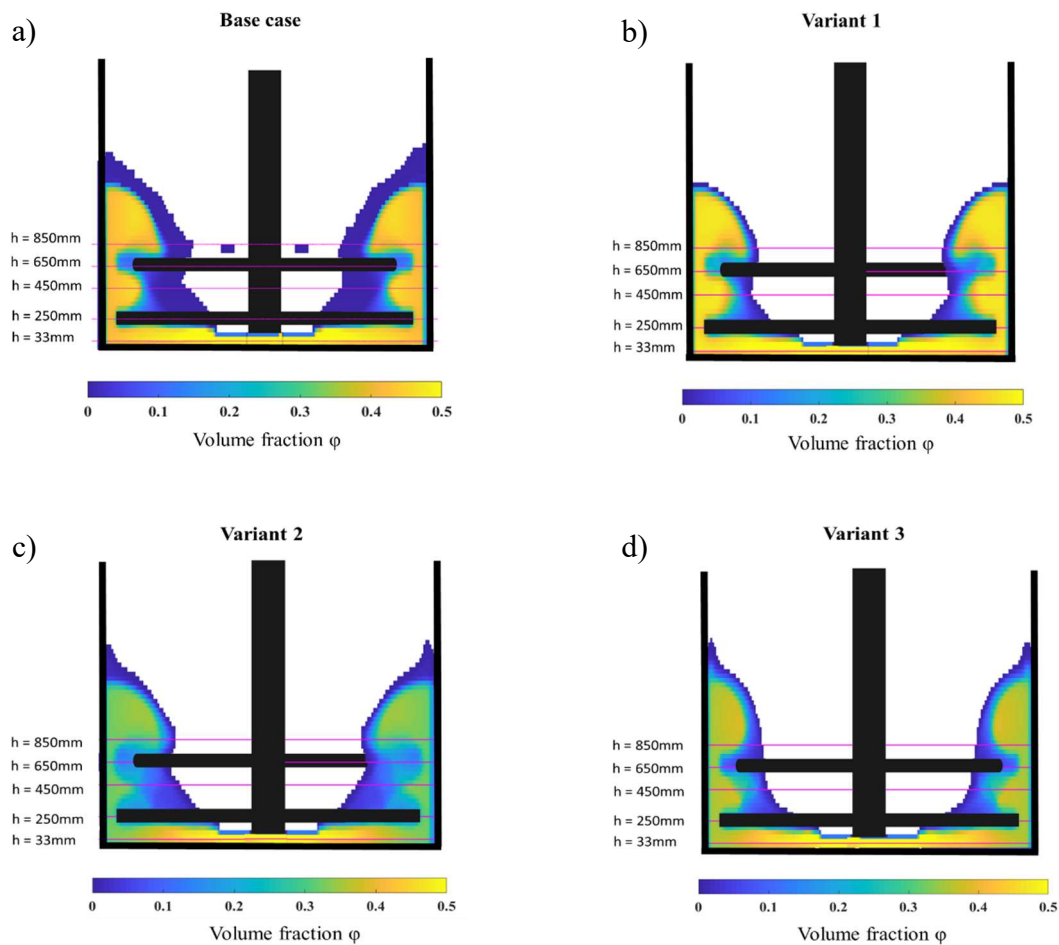 a)
Base case
h = 850mm
h = 650mm
h = 450mm
h = 250mm
h = 33mm
0 0.1 0.2 0.3 0.4 0.5
Volume fraction φ
b)
Variant 1
h = 850mm
h = 650mm
h = 450mm
h = 250mm
h = 33mm
0 0.1 0.2 0.3 0.4 0.5
Volume fraction φ
c)
Variant 2
h = 850mm
h = 650mm
h = 450mm
h = 250mm
h = 33mm
0 0.1 0.2 0.3 0.4 0.5
Volume fraction φ
d)
Variant 3
h = 850mm
h = 650mm
h = 450mm
h = 250mm
h = 33mm
0 0.1 0.2 0.3 0.4 0.5
Volume fraction φ